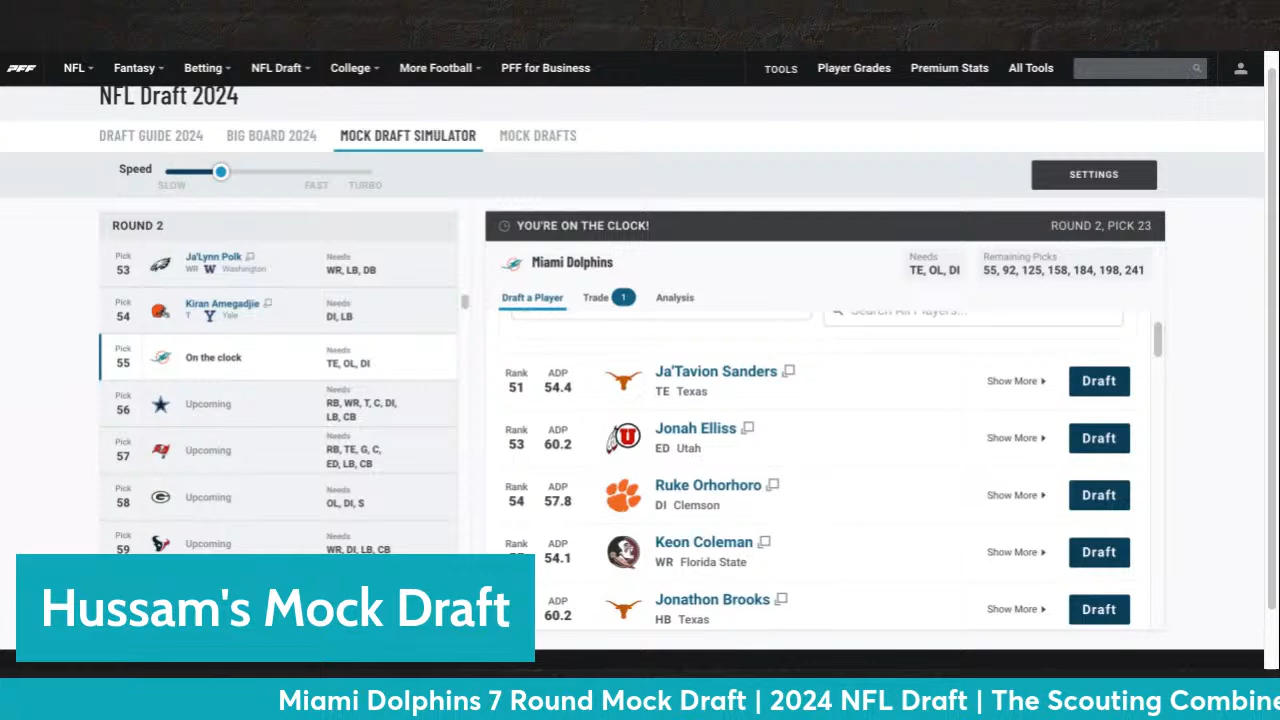 PFF NFL Fantasy Betting NFL Draft College More Football PFF for Business TOOLS Player Grades Premium Stats All Tools
NFL Draft 2024
DRAFT GUIDE 2024 BIG BOARD 2024 MOCK DRAFT SIMULATOR MOCK DRAFTS
Speed
SLOW FAST TURBO
SETTINGS
ROUND 2
Pick 53
Ja'Lynn Polk
WR W Washington
Needs
WR, LB, DB
Pick 54
Kiran Amegadjie
T Y Yale
Needs
DI, LB
Pick 55
On the clock
Needs
TE, OL, DI
Pick 56
Upcoming
Needs
RB, WR, T, C, DI,
LB, CB
Pick 57
Upcoming
Needs
RB, TE, G, C,
ED, LB, CB
Pick 58
Upcoming
Needs
OL, DI, S
Pick 59
Upcoming
Needs
WR, DI, LB, CB
YOU'RE ON THE CLOCK! ROUND 2, PICK 23
Miami Dolphins
Needs
TE, OL, DI
Remaining Picks
55, 92, 125, 158, 184, 198, 241
Draft a Player Trade 1 Analysis
Search All Players...
Rank 51 ADP 54.4
Ja'Tavion Sanders
TE Texas
Show More Draft
Rank 53 ADP 60.2
Jonah Elliss
ED Utah
Show More Draft
Rank 54 ADP 57.8
Ruke Orhorhoro
DI Clemson
Show More Draft
Rank ADP 54.1
Keon Coleman
WR Florida State
Show More Draft
ADP 60.2
Jonathon Brooks
HB Texas
Show More Draft
Hussam's Mock Draft
Miami Dolphins 7 Round Mock Draft | 2024 NFL Draft | The Scouting Combine